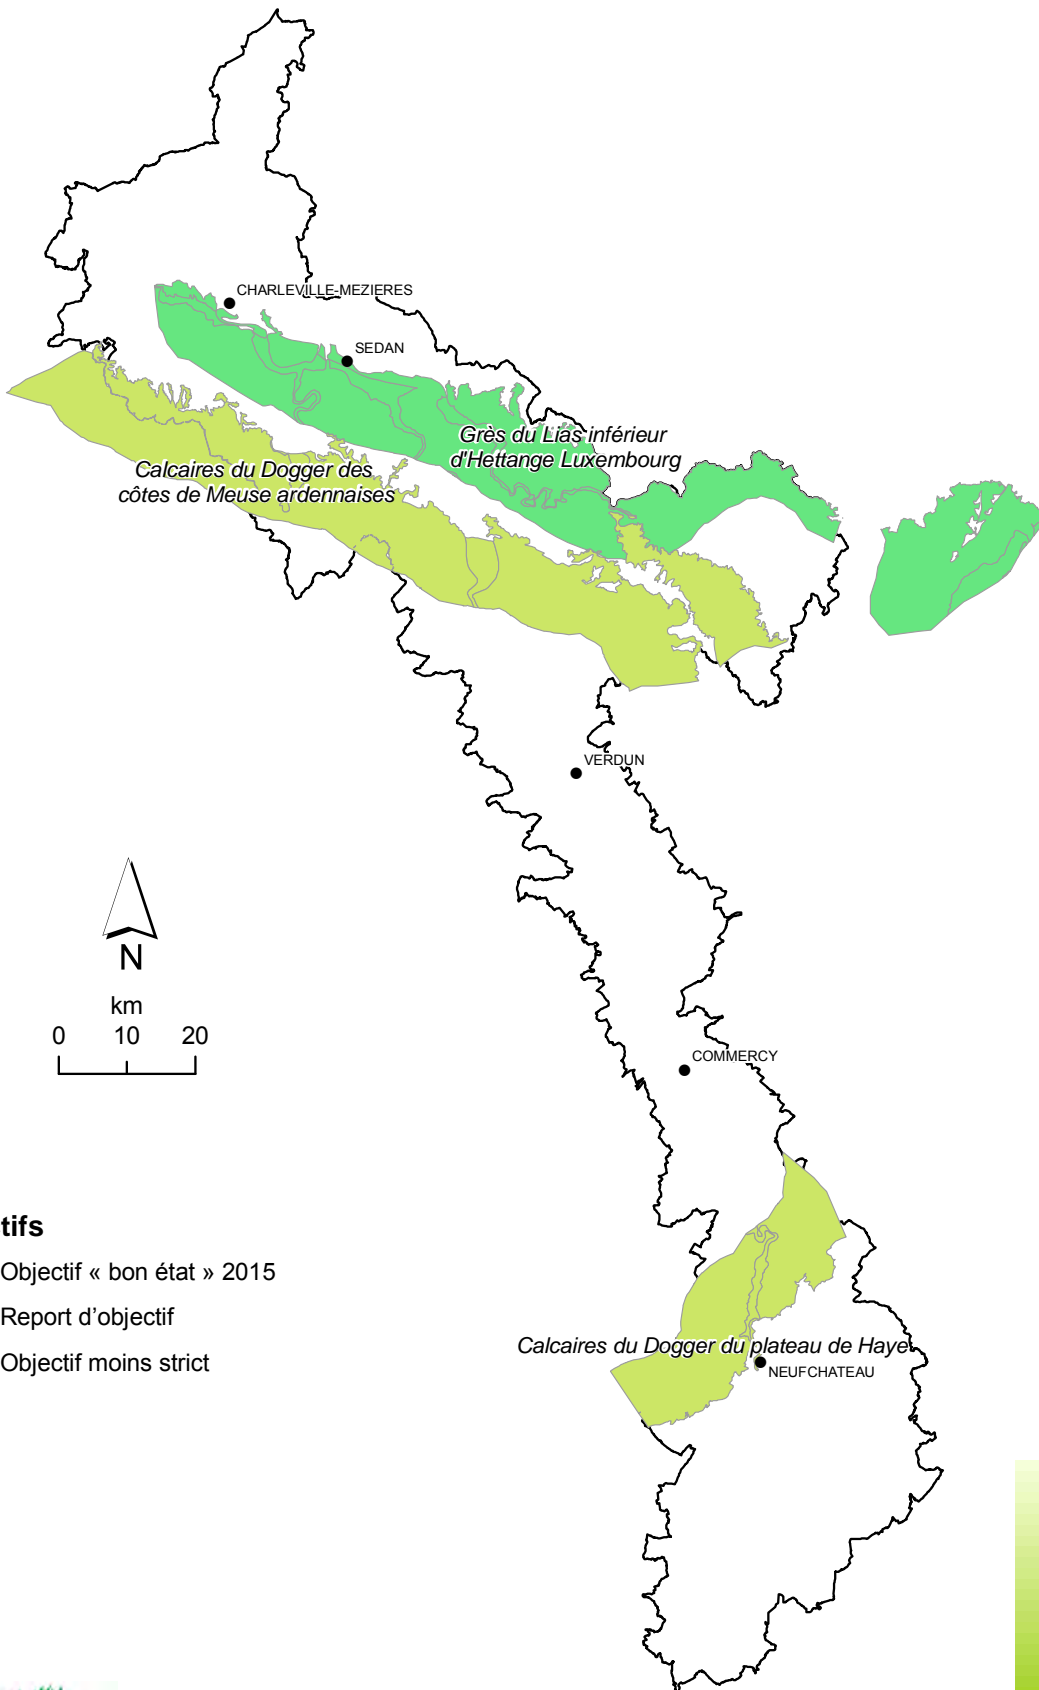 CHARLEVILLE-MEZIERES
SEDAN
Grès du Lias inférieur
d'Hettange Luxembourg
Calcaires du Dogger des
côtes de Meuse ardennaises
VERDUN
N
km
0 10 20
COMMERCY
tifs
Objectif « bon état » 2015
Report d’objectif
Objectif moins strict
Calcaires du Dogger du plateau de Haye
NEUFCHATEAU